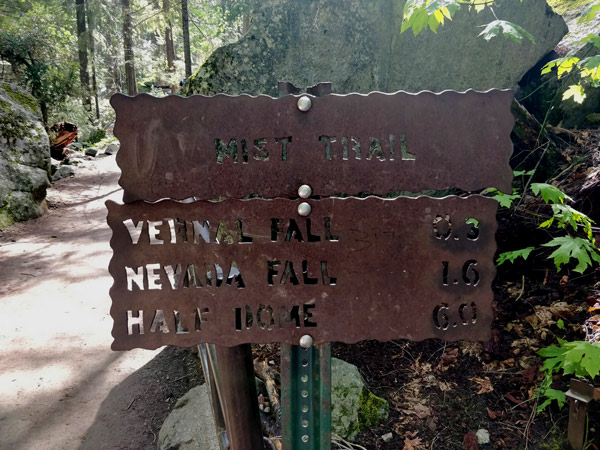 MIST TRAIL
VERNAL FALL 0.3
NEVADA FALL 1.6
HALF DOME 6.0